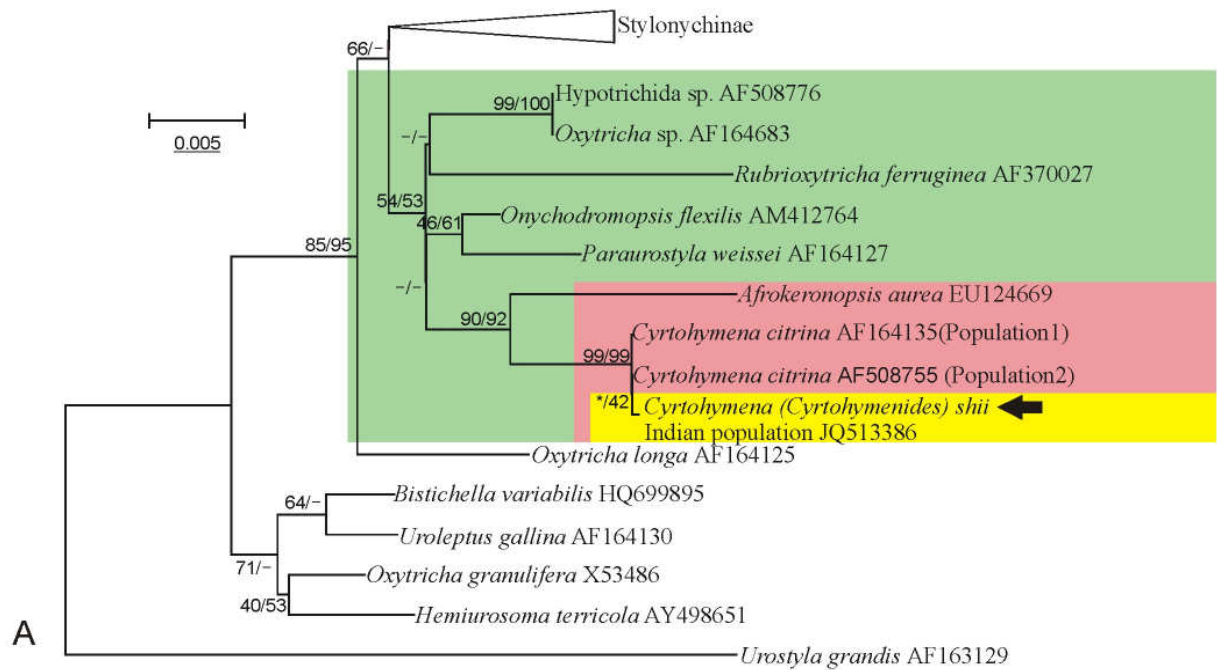 Stylonychinae
66/–
Hypotrichida sp. AF508776
99/100
0.005
Oxytricha sp. AF164683
–/–
Rubrioxytricha ferruginea AF370027
54/53
Onychodromopsis flexilis AM412764
46/61
85/95
Paraurostyla weissei AF164127
–/–
Afrokeronopsis aurea EU124669
90/92
Cyrtohymena citrina AF164135(Population1)
99/99
Cyrtohymena citrina AF508755 (Population2)
*/42
Cyrtohymena (Cyrtohymenides) shii
Indian population JQ513386
Oxytricha longa AF164125
64/–
Bistichella variabilis HQ699895
Uroleptus gallina AF164130
71/–
Oxytricha granulifera X53486
40/53
Hemiurosoma terricola AY498651
A
Urostyla grandis AF163129